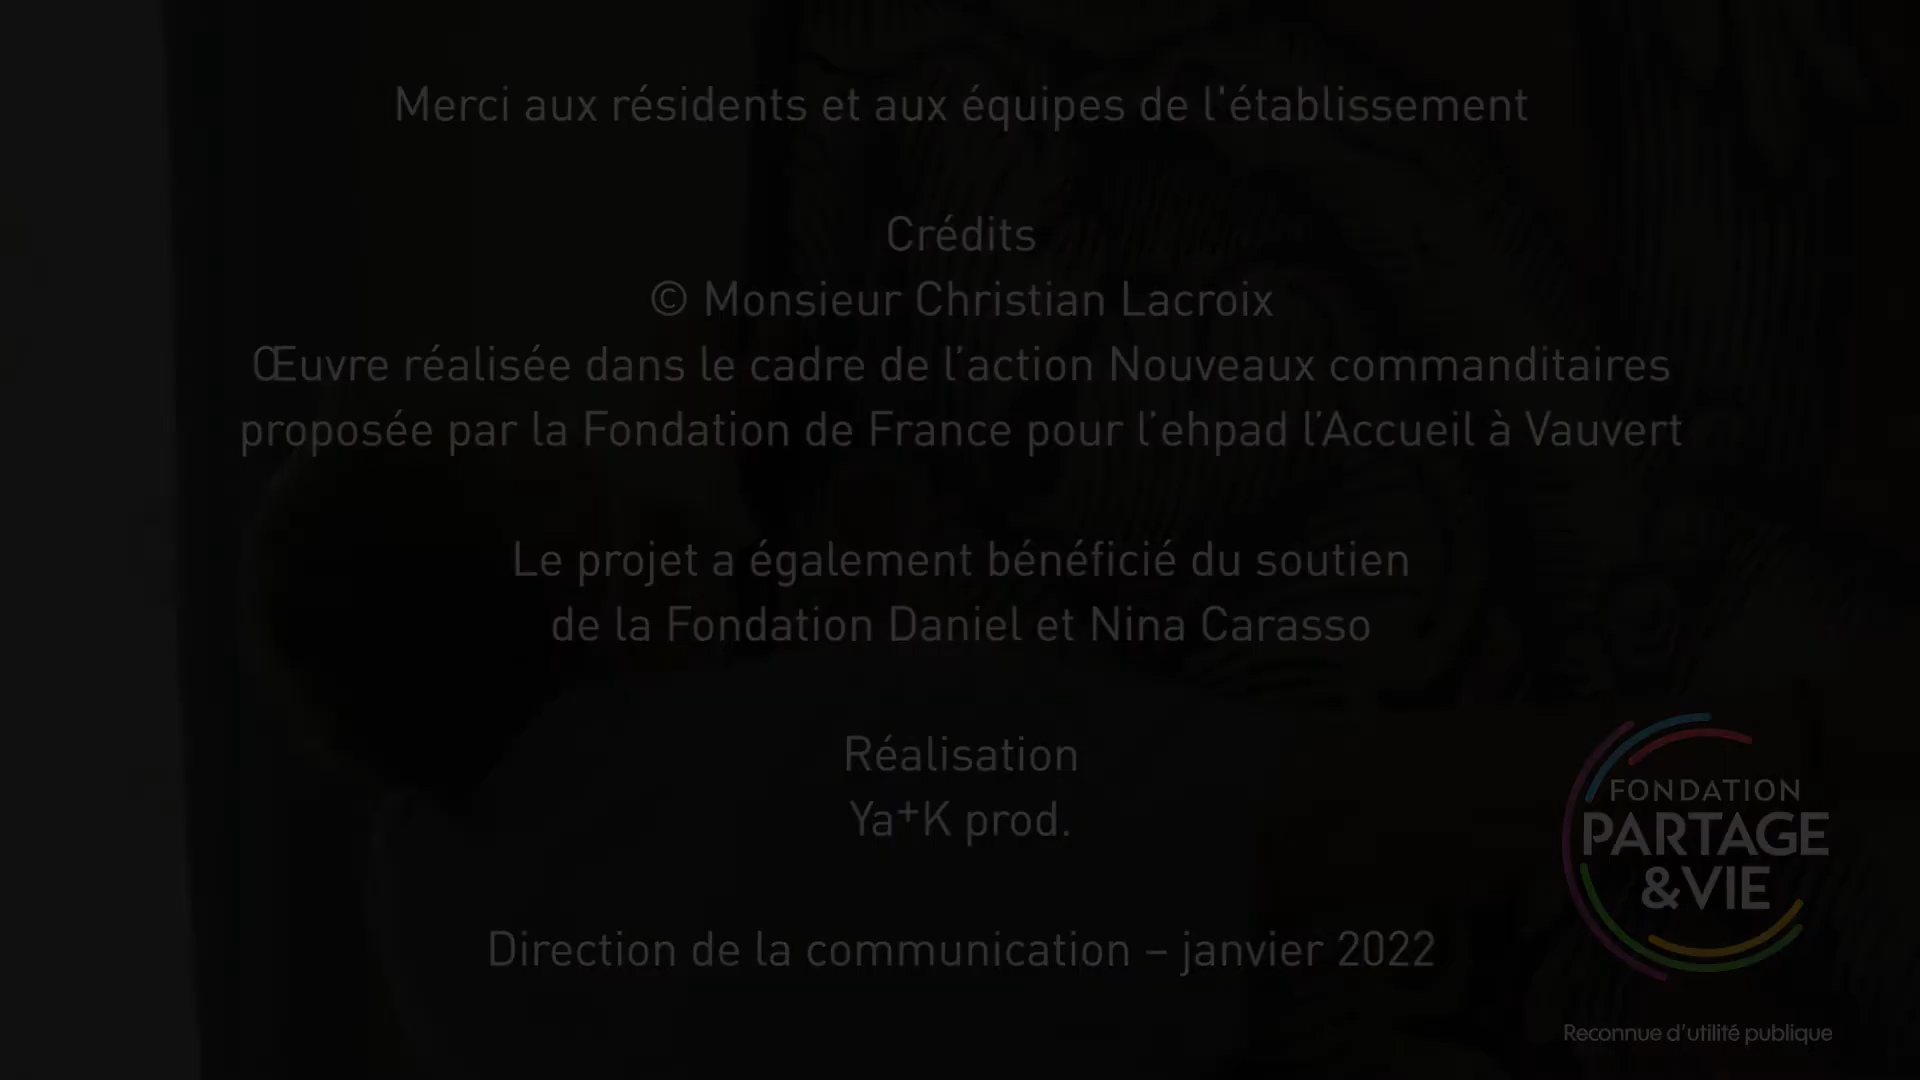 Merci aux résidents et aux équipes de l'établissement
Crédits
© Monsieur Christian Lacroix
Œuvre réalisée dans le cadre de l’action Nouveaux commanditaires
proposée par la Fondation de France pour l’ehpad l’Accueil à Vauvert
Le projet a également bénéficié du soutien
de la Fondation Daniel et Nina Carasso
Réalisation
Ya+K prod.
Direction de la communication – janvier 2022
FONDATION
PARTAGE
&VIE
Reconnue d’utilité publique